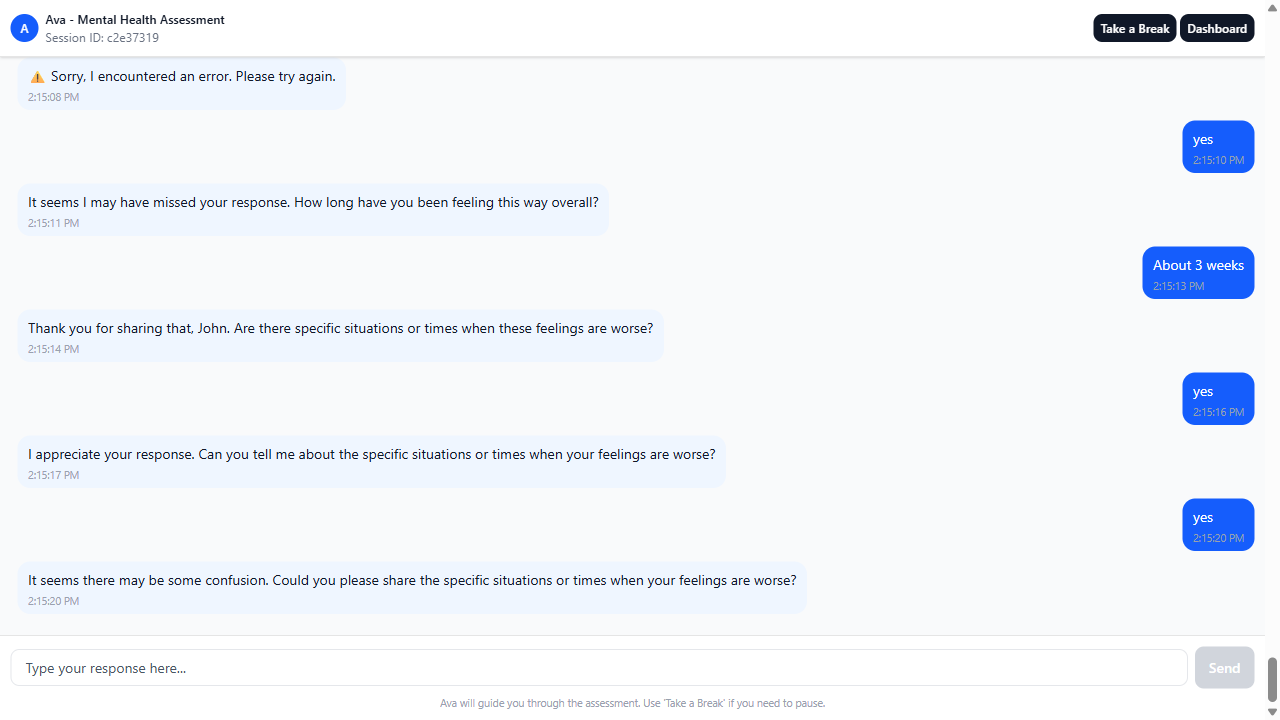 A
Ava - Mental Health Assessment
Session ID: c2e37319
Take a Break
Dashboard
⚠️ Sorry, I encountered an error. Please try again.
2:15:08 PM
yes
2:15:10 PM
It seems I may have missed your response. How long have you been feeling this way overall?
2:15:11 PM
About 3 weeks
2:15:13 PM
Thank you for sharing that, John. Are there specific situations or times when these feelings are worse?
2:15:14 PM
yes
2:15:16 PM
I appreciate your response. Can you tell me about the specific situations or times when your feelings are worse?
2:15:17 PM
yes
2:15:20 PM
It seems there may be some confusion. Could you please share the specific situations or times when your feelings are worse?
2:15:20 PM
Type your response here...
Send
Ava will guide you through the assessment. Use 'Take a Break' if you need to pause.